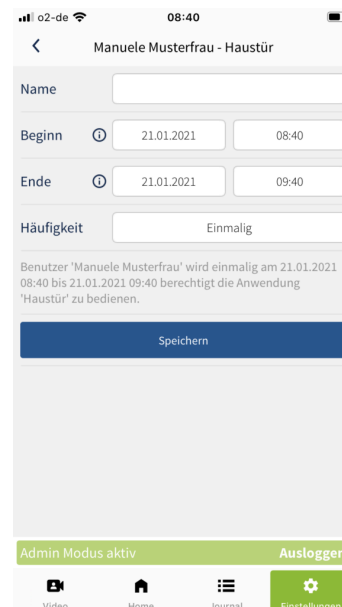 o2-de 08:40
Manuele Musterfrau - Haustür
Name
Beginn 21.01.2021 08:40
Ende 21.01.2021 09:40
Häufigkeit Einmalig
Benutzer 'Manuele Musterfrau' wird einmalig am 21.01.2021
08:40 bis 21.01.2021 09:40 berechtigt die Anwendung
'Haustür' zu bedienen.
Speichern
Admin Modus aktiv Ausloggen
Video Home Journal Einstellungen